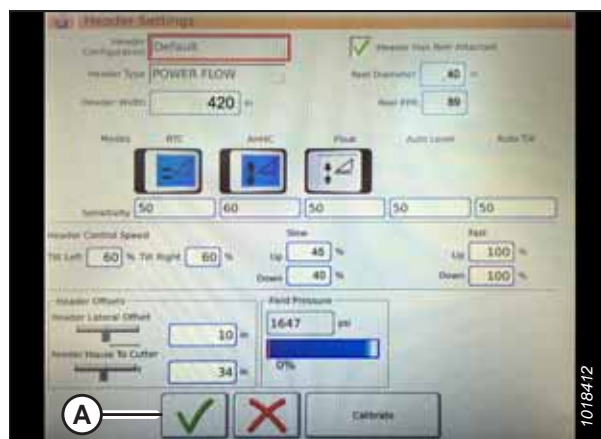 Header Settings
Header Configuration Default Header Has Reel Attached
Header Type POWER FLOW Reel Diameter 40 in
Header Width 420 in Reel PPR 89
Modes RTC AHHC Float Auto Level Auto Tilt
Sensitivity 50 60 50 50 50
Header Control Speed Slow Fast
Tilt Left 60 % Tilt Right 60 % Up 45 % Up 100 %
Down 40 % Down 100 %
Header Offsets Field Pressure
Header Lateral Offset 1647 psi
10 in
Feeder House To Cutter 0%
34 in
A Calibrate
1018412